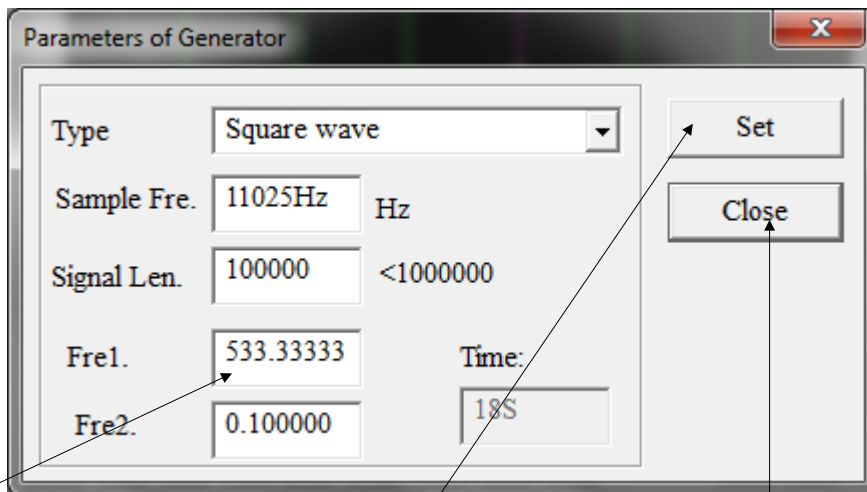 Parameters of Generator
Type Square wave Set
Sample Fre. 11025Hz Hz Close
Signal Len. 100000 <1000000
Fre1. 533.33333 Time:
Fre2. 0.100000 18S